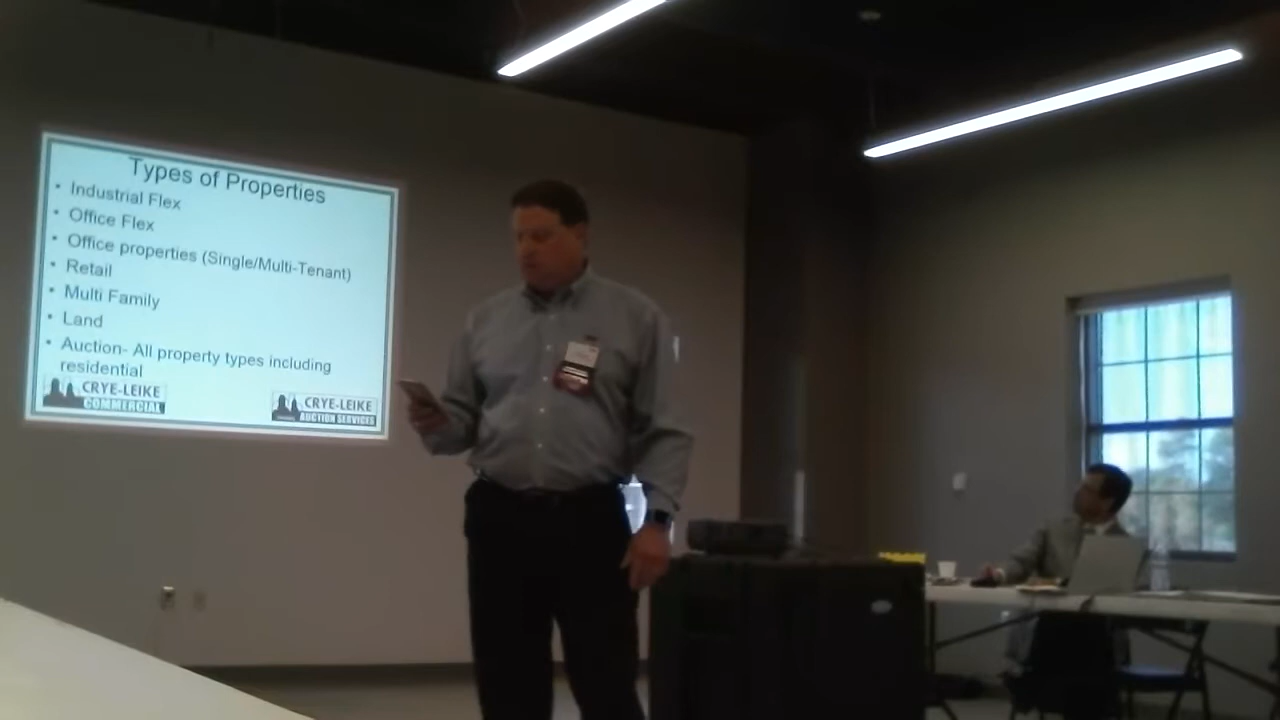 Types of Properties
• Industrial Flex
• Office Flex
• Office properties (Single/Multi-Tenant)
• Retail
• Multi Family
• Land
• Auction- All property types including
residential
CRYE-LEIKE
COMMERCIAL
CRYE-LEIKE
AUCTION SERVICES